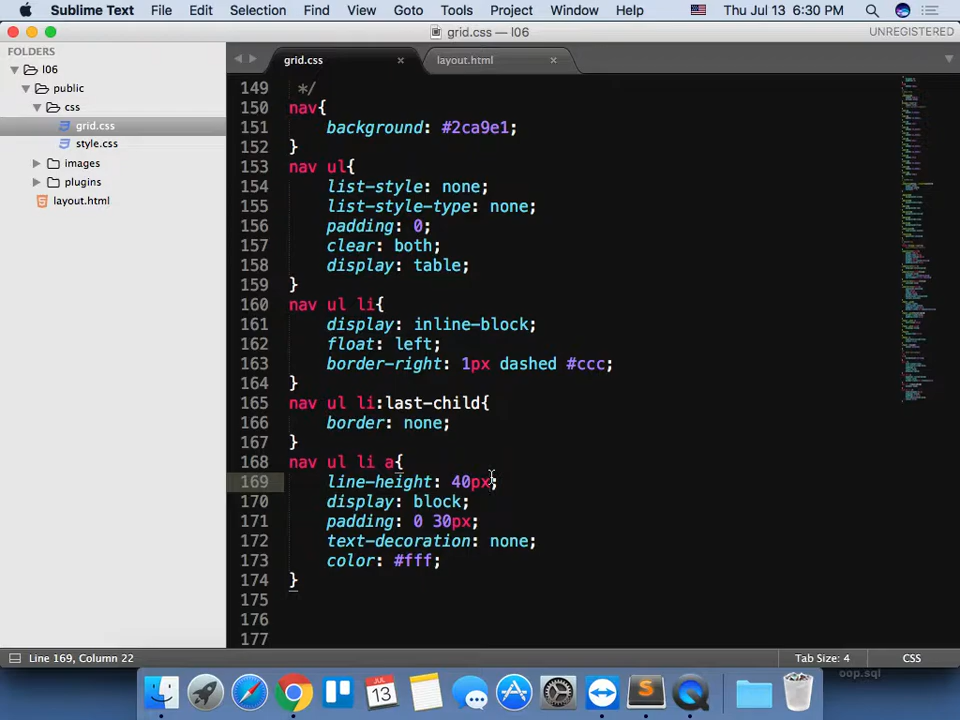 Sublime Text File Edit Selection Find View Goto Tools Project Window Help Thu Jul 13 6:30 PM
grid.css — l06 UNREGISTERED
FOLDERS
l06
public
css
grid.css
style.css
images
plugins
layout.html
grid.css × layout.html ×
149 */
150 nav{
151 background: #2ca9e1;
152 }
153 nav ul{
154 list-style: none;
155 list-style-type: none;
156 padding: 0;
157 clear: both;
158 display: table;
159 }
160 nav ul li{
161 display: inline-block;
162 float: left;
163 border-right: 1px dashed #ccc;
164 }
165 nav ul li:last-child{
166 border: none;
167 }
168 nav ul li a{
169 line-height: 40px;
170 display: block;
171 padding: 0 30px;
172 text-decoration: none;
173 color: #fff;
174 }
175
176
177
Line 169, Column 22 Tab Size: 4 CSS
oop.sql
JUL
13